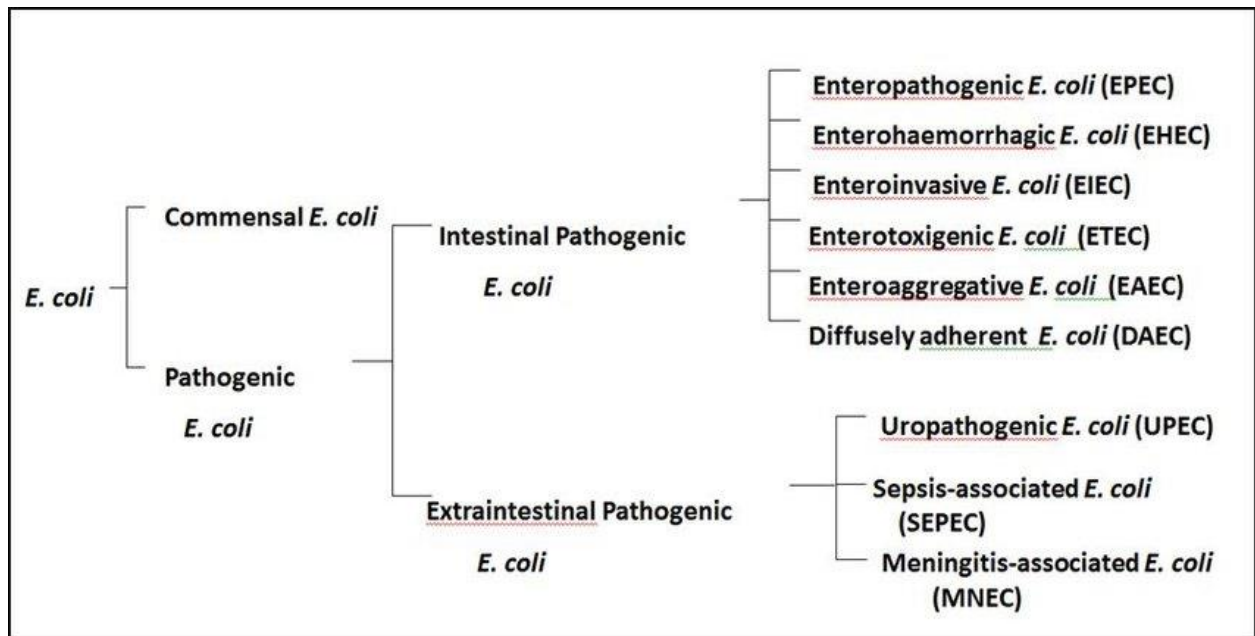 E. coli
Commensal E. coli
Pathogenic
E. coli
Intestinal Pathogenic
E. coli
Enteropathogenic E. coli (EPEC)
Enterohaemorrhagic E. coli (EHEC)
Enteroinvasive E. coli (EIEC)
Enterotoxigenic E. coli (ETEC)
Enteroaggregative E. coli (EAEC)
Diffusely adherent E. coli (DAEC)
Extraintestinal Pathogenic
E. coli
Uropathogenic E. coli (UPEC)
Sepsis-associated E. coli
(SEPEC)
Meningitis-associated E. coli
(MNEC)